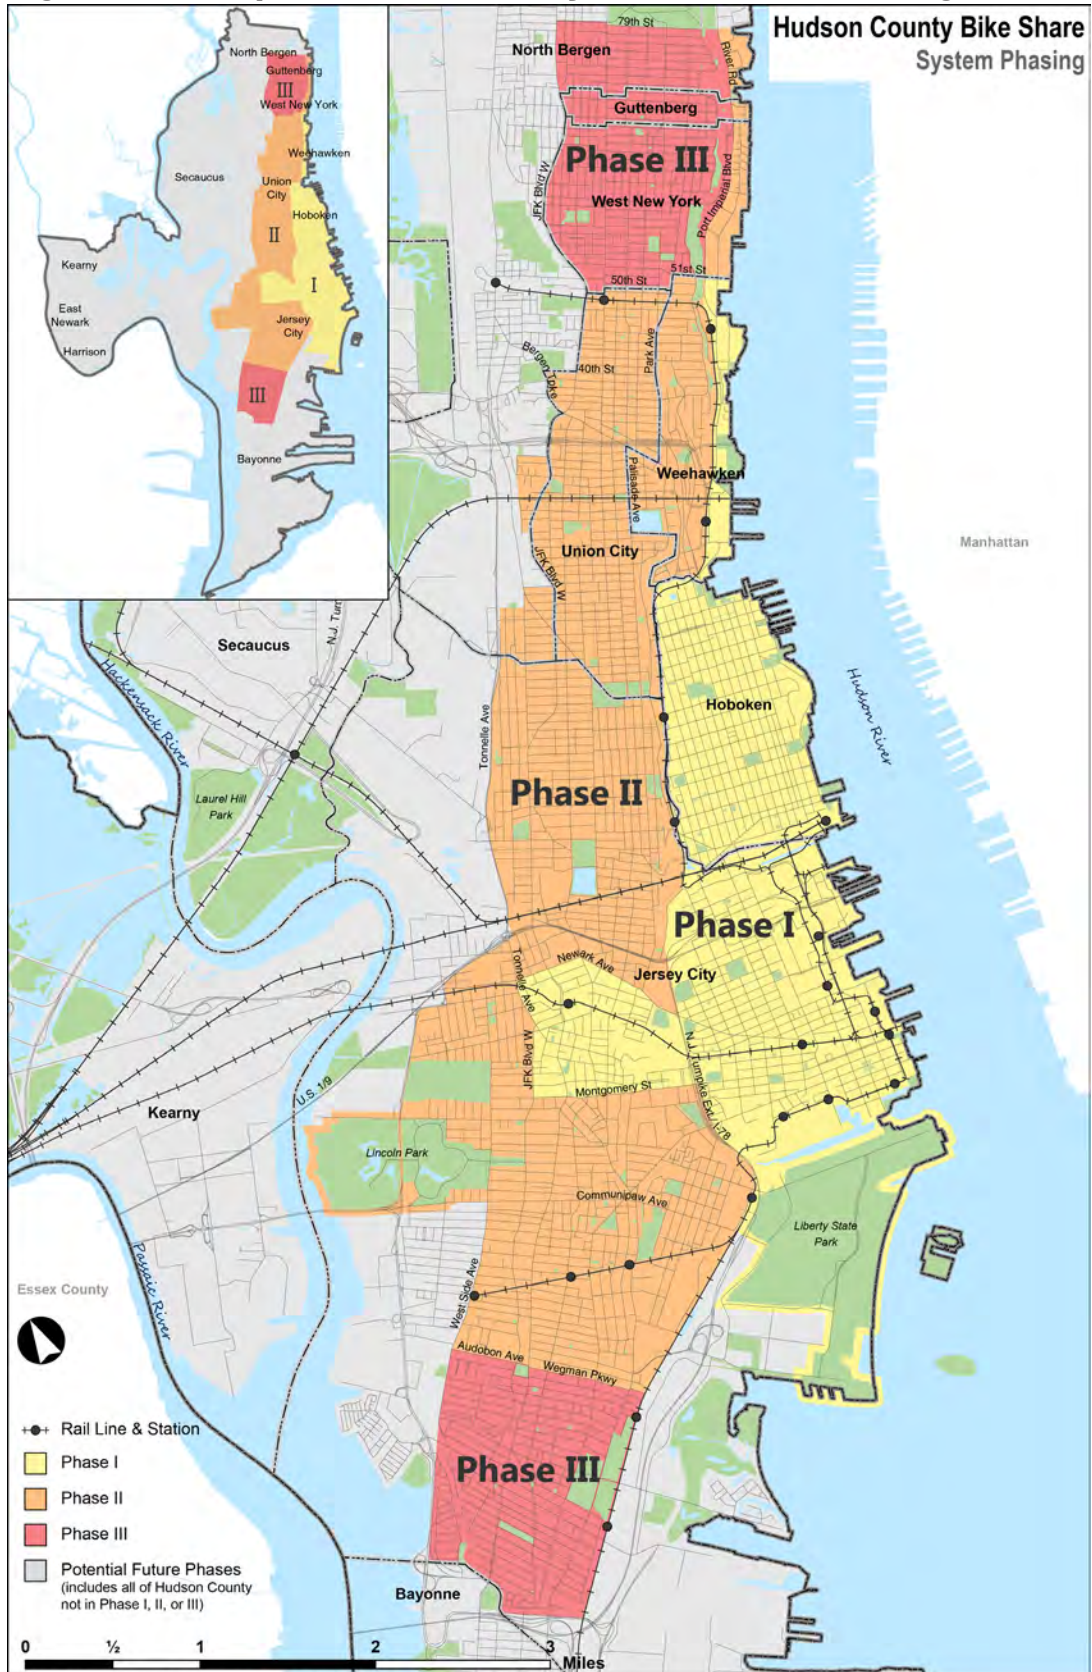 Hudson County Bike Share
System Phasing
North Bergen
Guttenberg
III
West New York
Weehawken
Secaucus
Union
City
Hoboken
II
Kearny
I
East
Newark
Jersey
City
Harrison
III
Bayonne
79th St
North Bergen
River Rd
Guttenberg
Phase III
JFK Blvd W
West New York
Port Imperial Blvd
51st St
50th St
Bergen Tpke
40th St
Park Ave
Weehawken
Palisade Ave
Manhattan
Union City
JFK Blvd W
Secaucus
N.J. Turn
Hackensack River
Hudson River
Hoboken
Tonnelle Ave
Phase II
Laurel Hill
Park
Phase I
Newark Ave
Jersey City
Tonnelle Ave
JFK Blvd W
Montgomery St
N.J. Turnpike Ext. / I-78
U.S. 1/9
Kearny
Lincoln Park
Communipaw Ave
Liberty State
Park
Passaic River
Essex County
West Side Ave
Audobon Ave
Wegman Pkwy
Phase III
Bayonne
Rail Line & Station
Phase I
Phase II
Phase III
Potential Future Phases
(includes all of Hudson County
not in Phase I, II, or III)
0 ½ 1 2 3
Miles